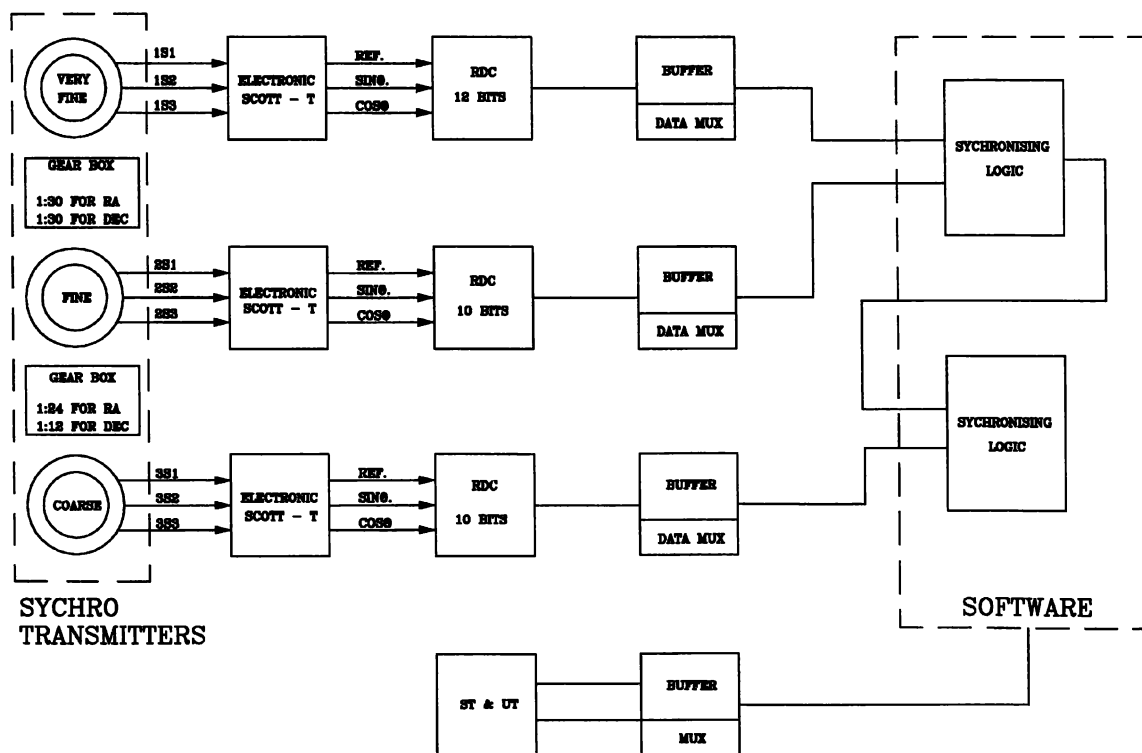 VERY
FINE
1S1
1S2
1S3
ELECTRONIC
SCOTT - T
REF.
SINΘ.
COSΘ
RDC
12 BITS
BUFFER
DATA MUX
SYCHRONISING
LOGIC
GEAR BOX
1:30 FOR RA
1:30 FOR DEC
FINE
2S1
2S2
2S3
ELECTRONIC
SCOTT - T
REF.
SINΘ.
COSΘ
RDC
10 BITS
BUFFER
DATA MUX
GEAR BOX
1:24 FOR RA
1:12 FOR DEC
SYCHRONISING
LOGIC
COARSE
3S1
3S2
3S3
ELECTRONIC
SCOTT - T
REF.
SINΘ.
COSΘ
RDC
10 BITS
BUFFER
DATA MUX
SYCHRO
TRANSMITTERS
SOFTWARE
ST & UT
BUFFER
MUX